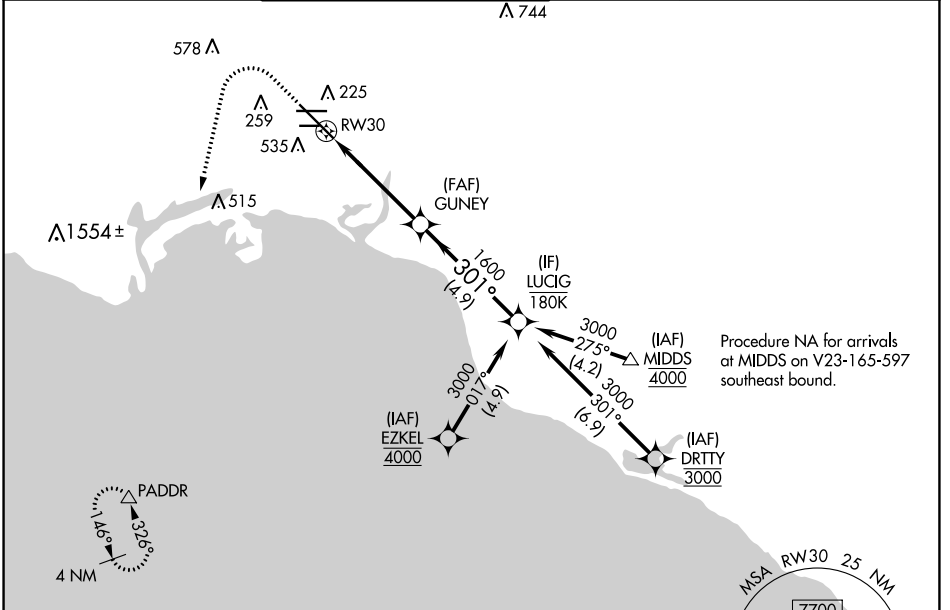 744
578
225
259
RW30
535
(FAF)
GUNEY
515
1554 ±
1600
301°
(4.9)
(IF)
LUCIG
180K
3000
275°
(4.2)
(IAF)
MIDDS
4000
Procedure NA for arrivals
at MIDDS on V23-165-597
southeast bound.
3000
017°
(4.9)
3000
301°
(6.9)
(IAF)
EZKEL
4000
(IAF)
DRTTY
3000
PADDR
146°
326°
4 NM
MSA RW30 25 NM
7700